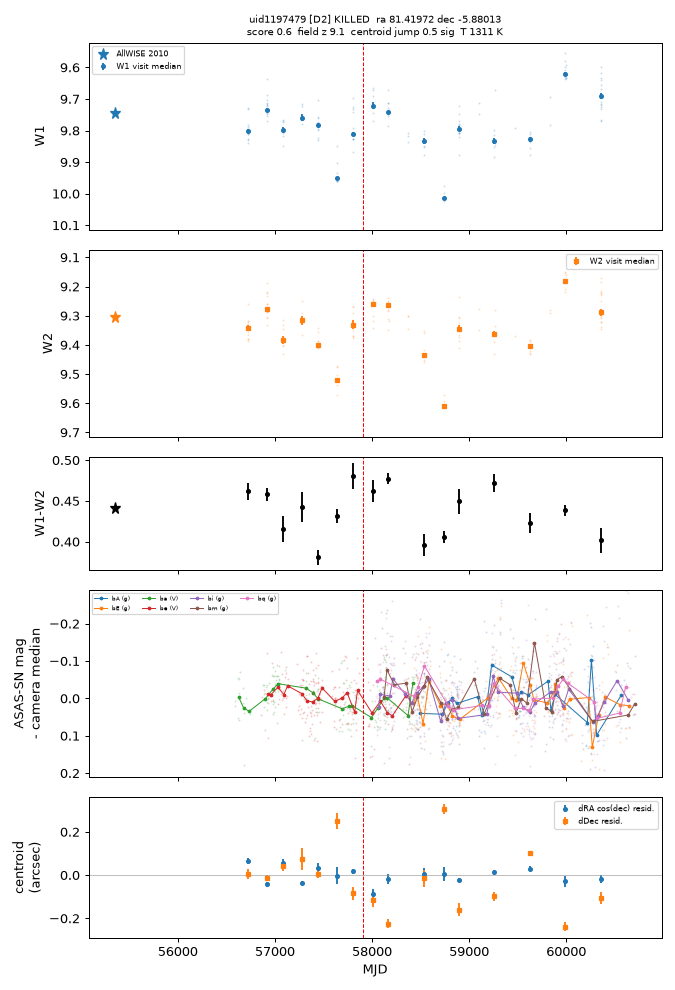 uid1197479 [D2] KILLED ra 81.41972 dec -5.88013
score 0.6 field z 9.1 centroid jump 0.5 sig T 1311 K
AllWISE 2010
W1 visit median
9.6
9.7
9.8
9.9
10.0
10.1
W1
W2 visit median
9.1
9.2
9.3
9.4
9.5
9.6
9.7
W2
0.50
0.45
0.40
W1-W2
bA (g)
bE (g)
ba (V)
be (V)
bi (g)
bm (g)
bq (g)
−0.2
−0.1
0.0
0.1
0.2
ASAS-SN mag
- camera median
dRA cos(dec) resid.
dDec resid.
0.2
0.0
−0.2
centroid
(arcsec)
56000 57000 58000 59000 60000
MJD